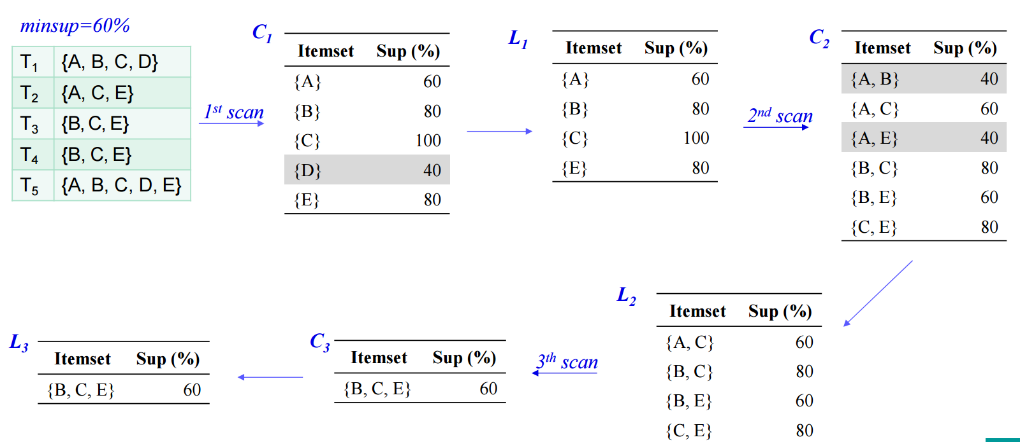 minsup=60%
T1 {A, B, C, D}
T2 {A, C, E}
T3 {B, C, E}
T4 {B, C, E}
T5 {A, B, C, D, E}
1st scan
C1
Itemset Sup (%)
{A} 60
{B} 80
{C} 100
{D} 40
{E} 80
L1
Itemset Sup (%)
{A} 60
{B} 80
{C} 100
{E} 80
2nd scan
C2
Itemset Sup (%)
{A, B} 40
{A, C} 60
{A, E} 40
{B, C} 80
{B, E} 60
{C, E} 80
L2
Itemset Sup (%)
{A, C} 60
{B, C} 80
{B, E} 60
{C, E} 80
3th scan
C3
Itemset Sup (%)
{B, C, E} 60
L3
Itemset Sup (%)
{B, C, E} 60